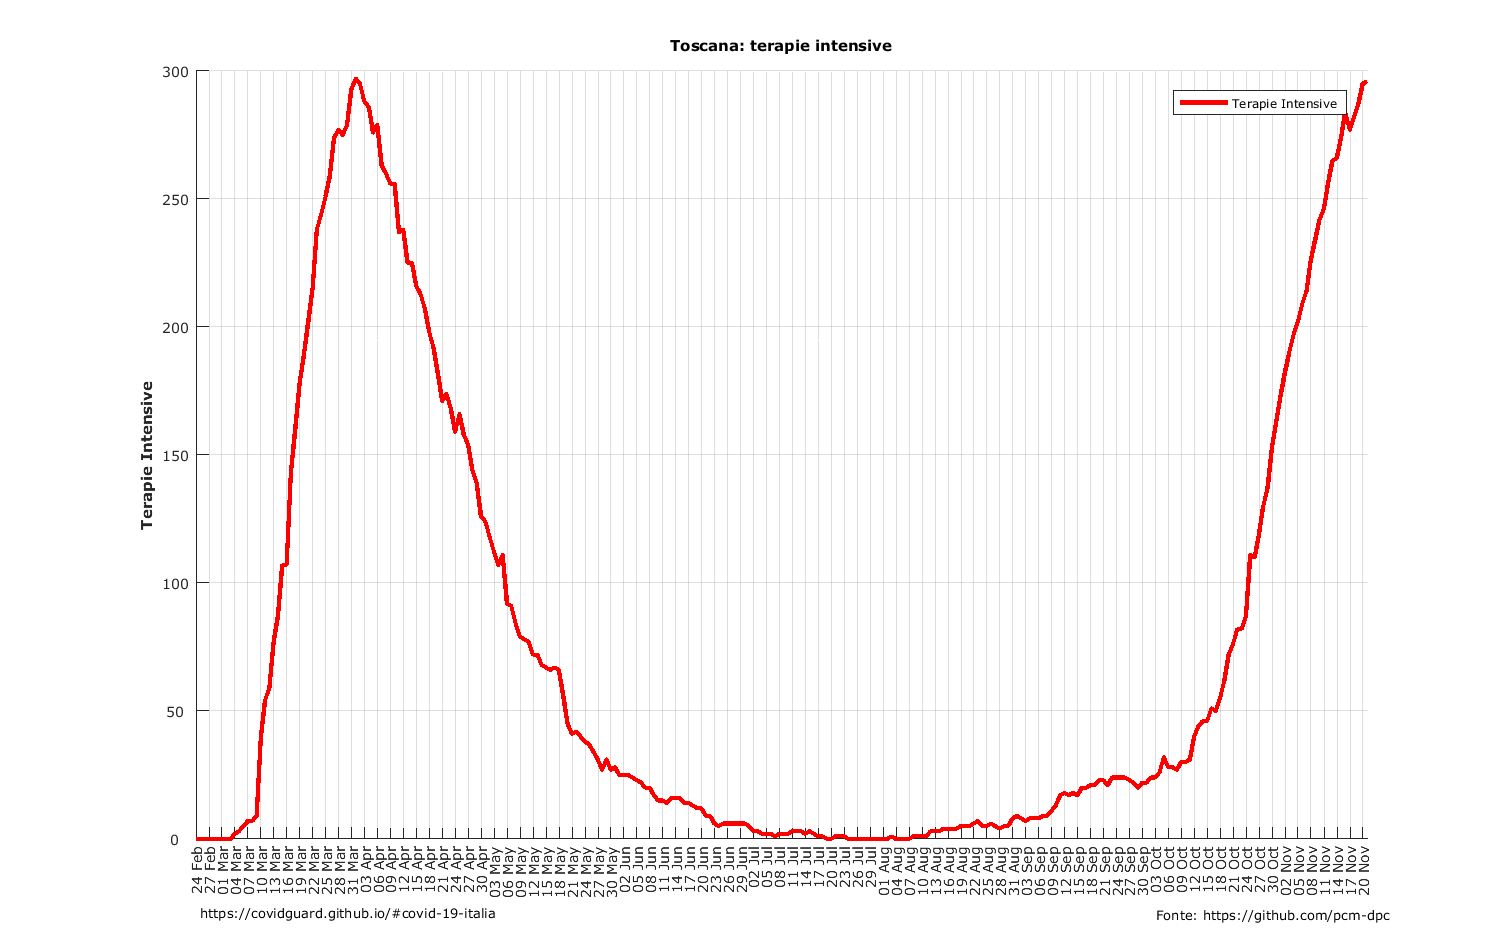 Toscana: terapie intensive
Terapie Intensive
Terapie Intensive
300
250
200
150
100
50
0
24 Feb
27 Feb
01 Mar
04 Mar
07 Mar
10 Mar
13 Mar
16 Mar
19 Mar
22 Mar
25 Mar
28 Mar
31 Mar
03 Apr
06 Apr
09 Apr
12 Apr
15 Apr
18 Apr
21 Apr
24 Apr
27 Apr
30 Apr
03 May
06 May
09 May
12 May
15 May
18 May
21 May
24 May
27 May
30 May
02 Jun
05 Jun
08 Jun
11 Jun
14 Jun
17 Jun
20 Jun
23 Jun
26 Jun
29 Jun
02 Jul
05 Jul
08 Jul
11 Jul
14 Jul
17 Jul
20 Jul
23 Jul
26 Jul
29 Jul
01 Aug
04 Aug
07 Aug
10 Aug
13 Aug
16 Aug
19 Aug
22 Aug
25 Aug
28 Aug
31 Aug
03 Sep
06 Sep
09 Sep
12 Sep
15 Sep
18 Sep
21 Sep
24 Sep
27 Sep
30 Sep
03 Oct
06 Oct
09 Oct
12 Oct
15 Oct
18 Oct
21 Oct
24 Oct
27 Oct
30 Oct
02 Nov
05 Nov
08 Nov
11 Nov
14 Nov
17 Nov
20 Nov
https://covidguard.github.io/#covid-19-italia
Fonte: https://github.com/pcm-dpc